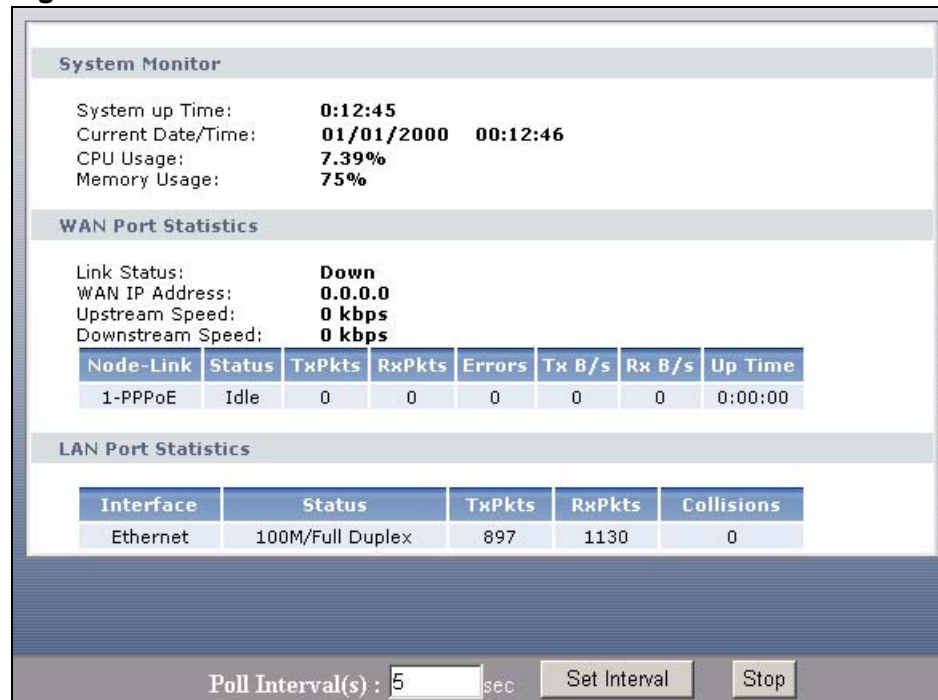 System Monitor
System up Time: 0:12:45
Current Date/Time: 01/01/2000 00:12:46
CPU Usage: 7.39%
Memory Usage: 75%
WAN Port Statistics
Link Status: Down
WAN IP Address: 0.0.0.0
Upstream Speed: 0 kbps
Downstream Speed: 0 kbps
Node-Link Status TxPkts RxPkts Errors Tx B/s Rx B/s Up Time
1-PPPoE Idle 0 0 0 0 0 0:00:00
LAN Port Statistics
Interface Status TxPkts RxPkts Collisions
Ethernet 100M/Full Duplex 897 1130 0
Poll Interval(s) : 5 sec Set Interval Stop